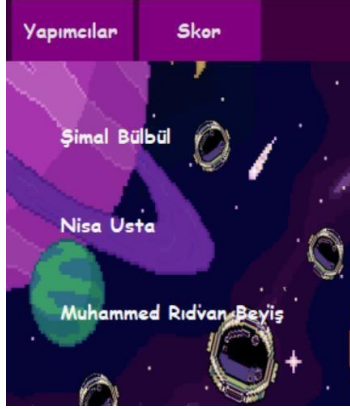 Yapımcılar Skor
Şimal Bülbül
Nisa Usta
Muhammed Rıdvan Beyiş